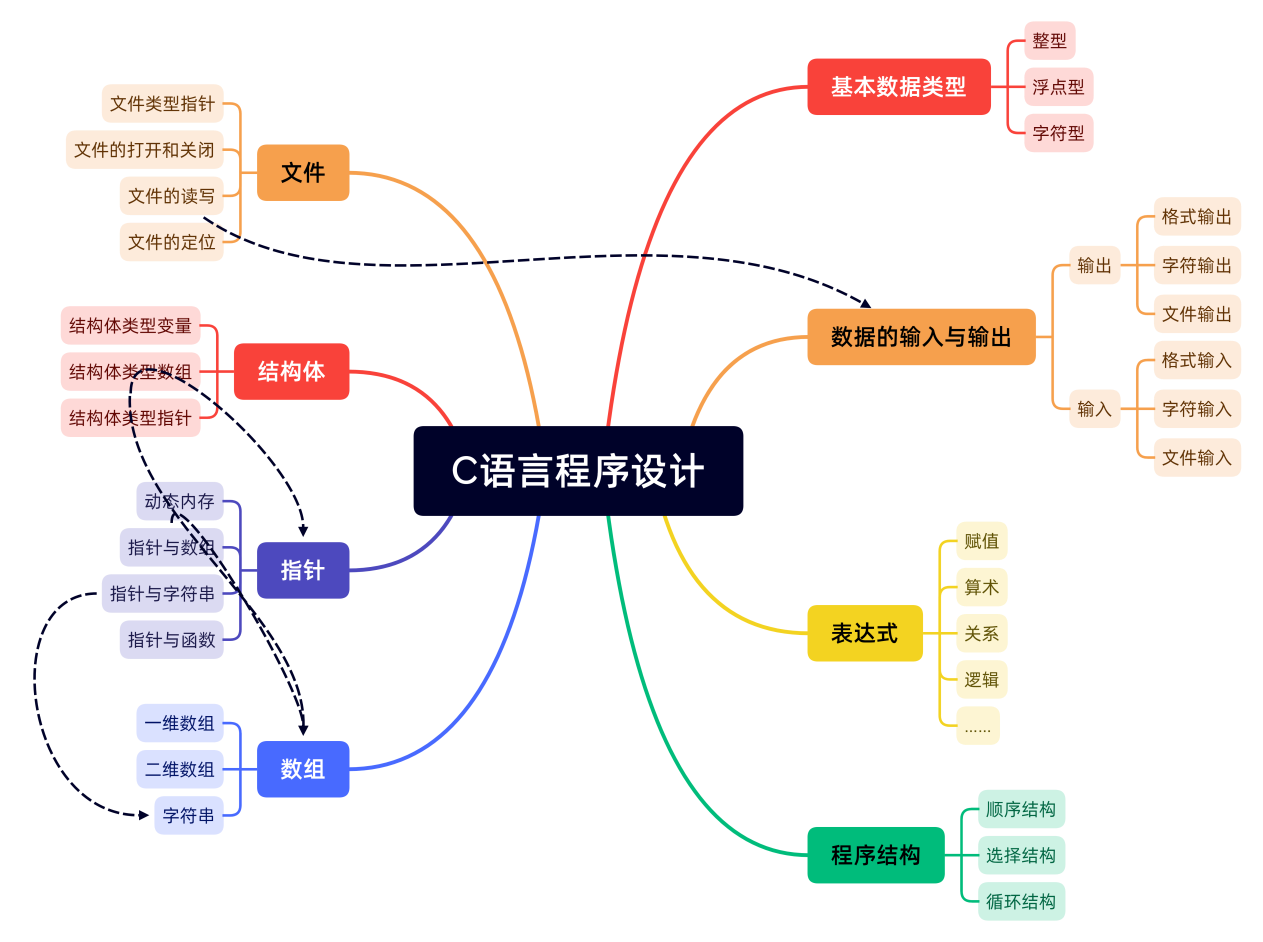 C语言程序设计
基本数据类型
整型
浮点型
字符型
数据的输入与输出
输出
格式输出
字符输出
文件输出
输入
格式输入
字符输入
文件输入
表达式
赋值
算术
关系
逻辑
……
程序结构
顺序结构
选择结构
循环结构
文件
文件类型指针
文件的打开和关闭
文件的读写
文件的定位
结构体
结构体类型变量
结构体类型数组
结构体类型指针
指针
动态内存
指针与数组
指针与字符串
指针与函数
数组
一维数组
二维数组
字符串